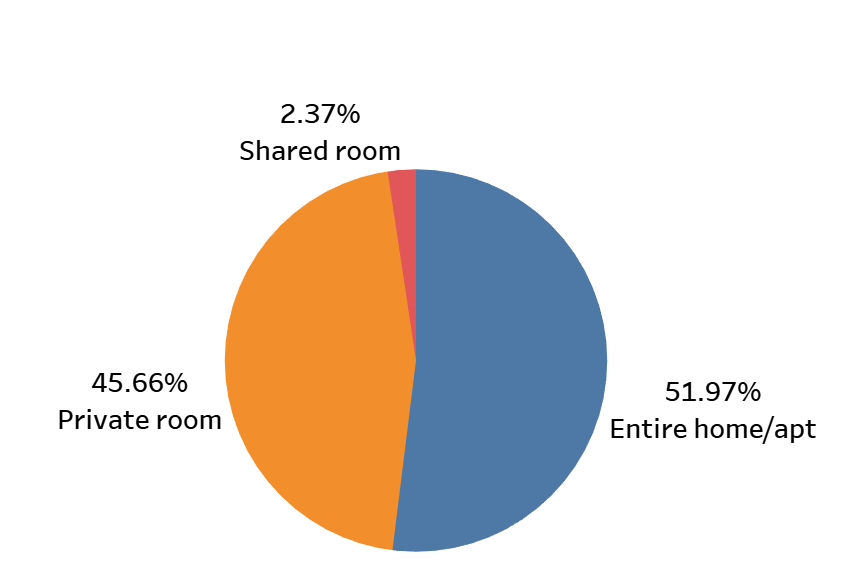 2.37%
Shared room
45.66%
Private room
51.97%
Entire home/apt